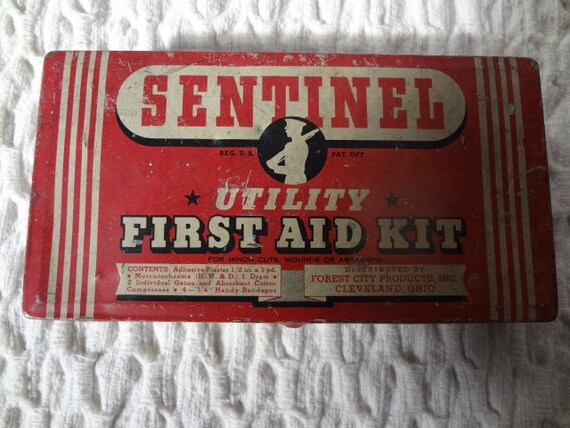 SENTINEL
REG. U.S. PAT. OFF.
UTILITY
FIRST AID KIT
FOR MINOR CUTS, WOUNDS OR ABRASIONS
CONTENTS: Adhesive Plaster 1/2 in. x 1 yd.
• Mercurochrome (H. W. & D.) 1 Dram •
2 Individual Gauze and Absorbent Cotton
Compresses • 4—3/4" Handy Bandages
DISTRIBUTED BY
FOREST CITY PRODUCTS, INC.
CLEVELAND, OHIO